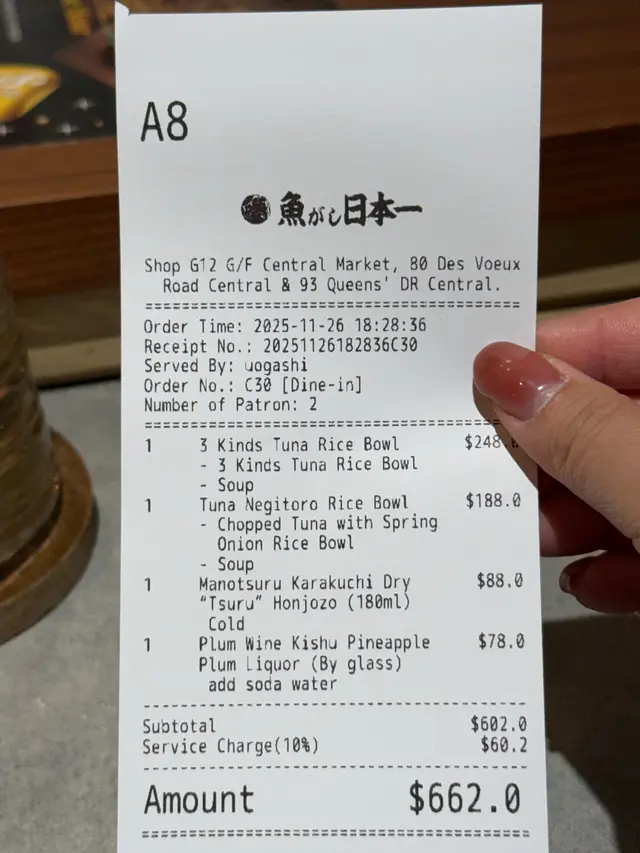 A8
魚がし日本一
Shop G12 G/F Central Market, 80 Des Voeux
Road Central & 93 Queens' DR Central.
Order Time: 2025-11-26 18:28:36
Receipt No.: 20251126182836C30
Served By: uogashi
Order No.: C30 [Dine-in]
Number of Patron: 2
1 3 Kinds Tuna Rice Bowl $248.0
- 3 Kinds Tuna Rice Bowl
- Soup
1 Tuna Negitoro Rice Bowl $188.0
- Chopped Tuna with Spring
Onion Rice Bowl
- Soup
1 Manotsuru Karakuchi Dry $88.0
“Tsuru” Honjozo (180ml)
Cold
1 Plum Wine Kishu Pineapple $78.0
Plum Liquor (By glass)
add soda water
Subtotal $602.0
Service Charge(10%) $60.2
Amount $662.0